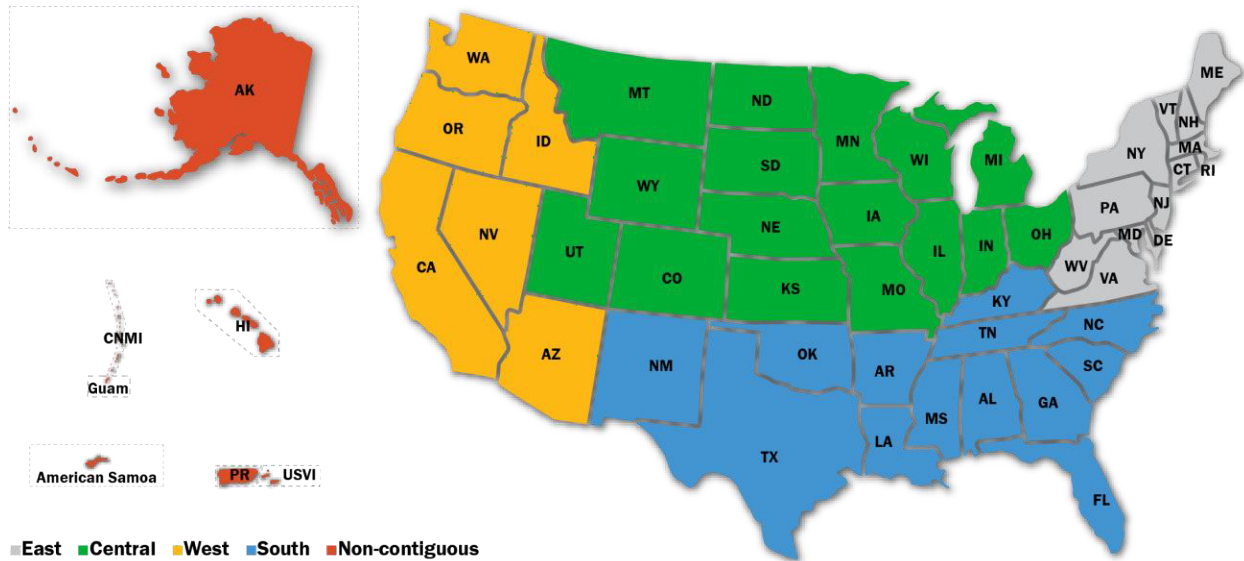 AK
WA
MT
ND
ME
VT
NH
OR
ID
MN
WI
MI
NY
MA
CT
RI
SD
WY
IA
PA
NJ
NE
NV
UT
IL
IN
OH
MD
DE
CA
CO
KS
MO
WV
VA
KY
CNMI
HI
NC
TN
AZ
NM
OK
AR
SC
Guam
MS
AL
GA
LA
TX
American Samoa
PR
USVI
FL
East
Central
West
South
Non-contiguous